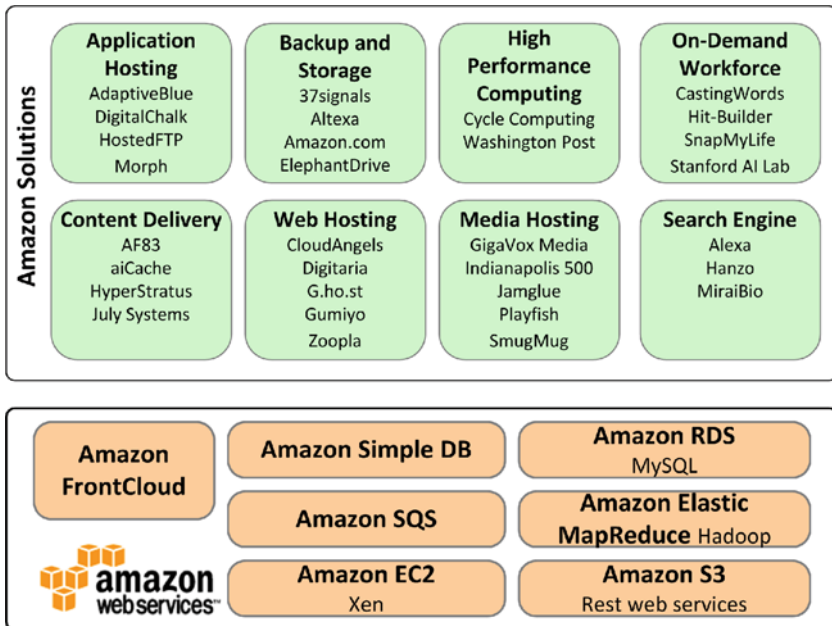 Amazon Solutions
Application
Hosting
AdaptiveBlue
DigitalChalk
HostedFTP
Morph
Backup and
Storage
37signals
Altexa
Amazon.com
ElephantDrive
High
Performance
Computing
Cycle Computing
Washington Post
On-Demand
Workforce
CastingWords
Hit-Builder
SnapMyLife
Stanford AI Lab
Content Delivery
AF83
aiCache
HyperStratus
July Systems
Web Hosting
CloudAngels
Digitaria
G.ho.st
Gumiyo
Zoopla
Media Hosting
GigaVox Media
Indianapolis 500
Jamglue
Playfish
SmugMug
Search Engine
Alexa
Hanzo
MiraiBio
Amazon
FrontCloud
Amazon Simple DB
Amazon RDS
MySQL
Amazon SQS
Amazon Elastic
MapReduce Hadoop
amazon
webservices™
Amazon EC2
Xen
Amazon S3
Rest web services